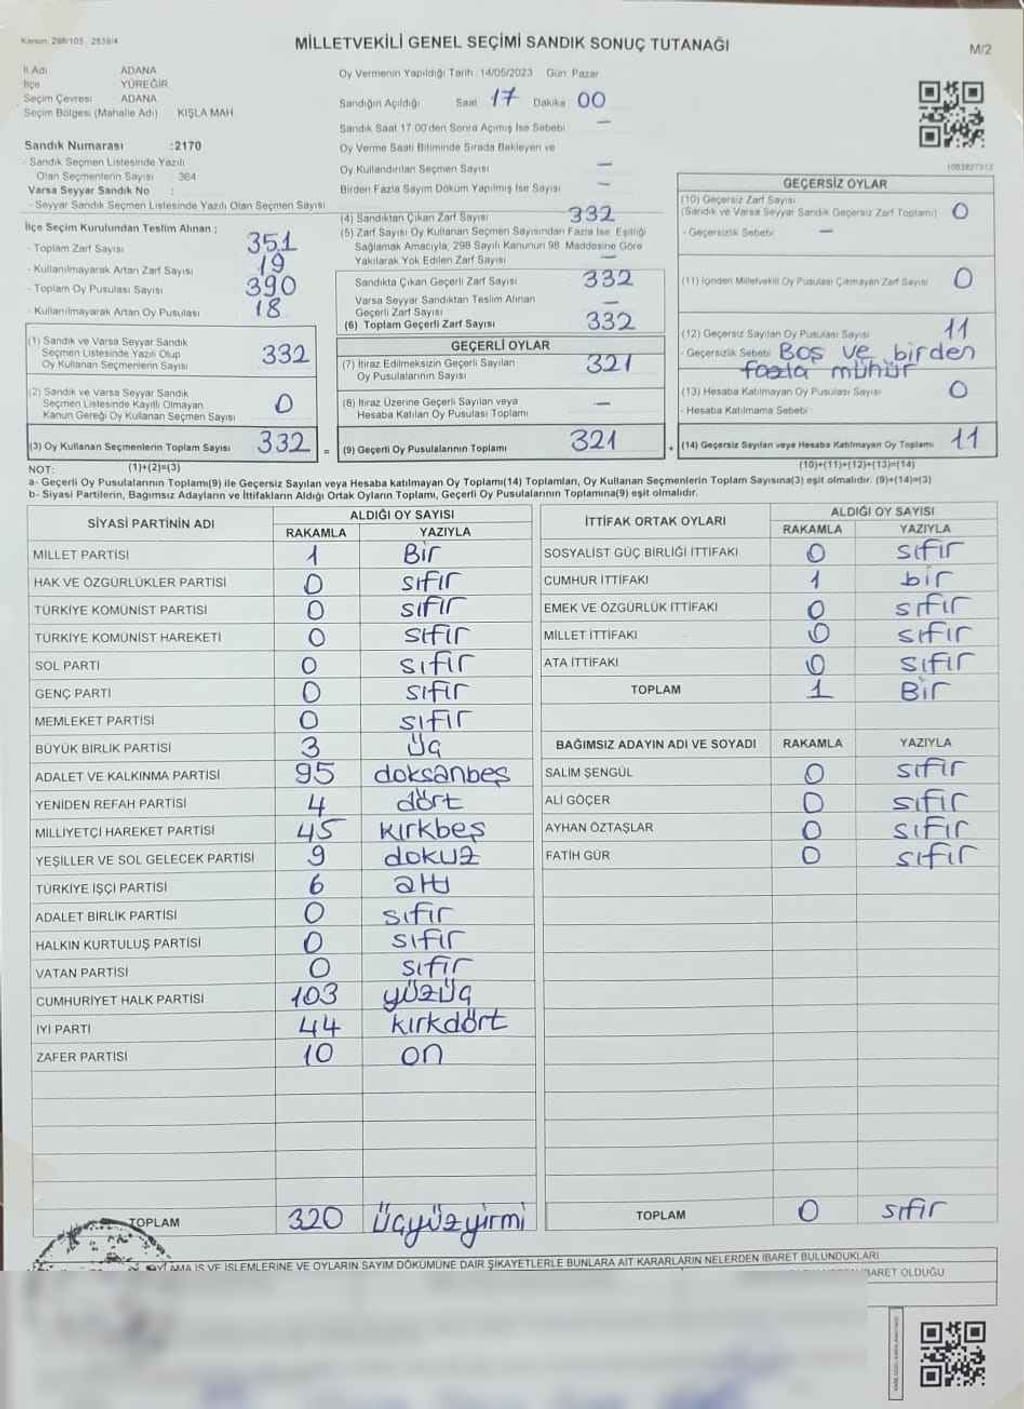 Kanun: 298/105, 2839/4
MİLLETVEKİLİ GENEL SEÇİMİ SANDIK SONUÇ TUTANAĞI
M/2
İl Adı ADANA
İlçe YÜREĞİR
Seçim Çevresi ADANA
Seçim Bölgesi (Mahalle Adı) KIŞLA MAH
Sandık Numarası :2170
- Sandık Seçmen Listesinde Yazılı
Olan Seçmenlerin Sayısı : 364
Varsa Seyyar Sandık No :
- Seyyar Sandık Seçmen Listesinde Yazılı Olan Seçmen Sayısı
Oy Vermenin Yapıldığı Tarih :14/05/2023 Gün: Pazar
Sandığın Açıldığı Saat 17 Dakika 00
Sandık Saat 17.00'den Sonra Açılmış İse Sebebi —
Oy Verme Saati Bitiminde Sırada Bekleyen ve
Oy Kullandırılan Seçmen Sayısı —
Birden Fazla Sayım Döküm Yapılmış İse Sayısı —
İlçe Seçim Kurulundan Teslim Alınan ;
- Toplam Zarf Sayısı 351
- Kullanılmayarak Artan Zarf Sayısı 19
- Toplam Oy Pusulası Sayısı 390
- Kullanılmayarak Artan Oy Pusulası 18
(1) Sandık ve Varsa Seyyar Sandık
Seçmen Listesinde Yazılı Olup
Oy Kullanan Seçmenlerin Sayısı 332
(2) Sandık ve Varsa Seyyar Sandık
Seçmen Listesinde Kayıtlı Olmayan
Kanun Gereği Oy Kullanan Seçmen Sayısı 0
(3) Oy Kullanan Seçmenlerin Toplam Sayısı 332 =
(4) Sandıktan Çıkan Zarf Sayısı 332
(5) Zarf Sayısı Oy Kullanan Seçmen Sayısından Fazla İse, Eşitliği
Sağlamak Amacıyla, 298 Sayılı Kanunun 98. Maddesine Göre
Yakılarak Yok Edilen Zarf Sayısı —
Sandıkta Çıkan Geçerli Zarf Sayısı 332
Varsa Seyyar Sandıktan Teslim Alınan
Geçerli Zarf Sayısı —
(6) Toplam Geçerli Zarf Sayısı 332
GEÇERLİ OYLAR
(7) İtiraz Edilmeksizin Geçerli Sayılan
Oy Pusulalarının Sayısı 321
(8) İtiraz Üzerine Geçerli Sayılan veya
Hesaba Katılan Oy Pusulası Toplamı —
(9) Geçerli Oy Pusulalarının Toplamı 321 +
GEÇERSİZ OYLAR
(10) Geçersiz Zarf Sayısı
(Sandık ve Varsa Seyyar Sandık Geçersiz Zarf Toplamı) 0
- Geçersizlik Sebebi —
(11) İçinden Milletvekili Oy Pusulası Çıkmayan Zarf Sayısı 0
(12) Geçersiz Sayılan Oy Pusulası Sayısı 11
- Geçersizlik Sebebi Boş ve birden
fazla mühür
(13) Hesaba Katılmayan Oy Pusulası Sayısı 0
- Hesaba Katılmama Sebebi
(14) Geçersiz Sayılan veya Hesaba Katılmayan Oy Toplamı 11
NOT: (1)+(2)=(3) (10)+(11)+(12)+(13)=(14)
a- Geçerli Oy Pusulalarının Toplamı(9) ile Geçersiz Sayılan veya Hesaba katılmayan Oy Toplamı(14) Toplamları, Oy Kullanan Seçmenlerin Toplam Sayısına(3) eşit olmalıdır. (9)+(14)=(3)
b- Siyasi Partilerin, Bağımsız Adayların ve İttifakların Aldığı Ortak Oyların Toplamı, Geçerli Oy Pusulalarının Toplamına(9) eşit olmalıdır.
SİYASİ PARTİNİN ADI ALDIĞI OY SAYISI
RAKAMLA YAZIYLA
MİLLET PARTİSİ 1 Bir
HAK VE ÖZGÜRLÜKLER PARTİSİ 0 sıfır
TÜRKİYE KOMÜNİST PARTİSİ 0 sıfır
TÜRKİYE KOMÜNİST HAREKETİ 0 sıfır
SOL PARTİ 0 sıfır
GENÇ PARTİ 0 sıfır
MEMLEKET PARTİSİ 0 sıfır
BÜYÜK BİRLİK PARTİSİ 3 üç
ADALET VE KALKINMA PARTİSİ 95 doksanbeş
YENİDEN REFAH PARTİSİ 4 dört
MİLLİYETÇİ HAREKET PARTİSİ 45 kırkbeş
YEŞİLLER VE SOL GELECEK PARTİSİ 9 dokuz
TÜRKİYE İŞÇİ PARTİSİ 6 altı
ADALET BİRLİK PARTİSİ 0 sıfır
HALKIN KURTULUŞ PARTİSİ 0 sıfır
VATAN PARTİSİ 0 sıfır
CUMHURİYET HALK PARTİSİ 103 yüzüç
İYİ PARTİ 44 kırkdört
ZAFER PARTİSİ 10 on
TOPLAM 320 üçyüzyirmi
İTTİFAK ORTAK OYLARI ALDIĞI OY SAYISI
RAKAMLA YAZIYLA
SOSYALİST GÜÇ BİRLİĞİ İTTİFAKI 0 sıfır
CUMHUR İTTİFAKI 1 bir
EMEK VE ÖZGÜRLÜK İTTİFAKI 0 sıfır
MİLLET İTTİFAKI 0 sıfır
ATA İTTİFAKI 0 sıfır
TOPLAM 1 Bir
BAĞIMSIZ ADAYIN ADI VE SOYADI RAKAMLA YAZIYLA
SALİM ŞENGÜL 0 sıfır
ALİ GÖÇER 0 sıfır
AYHAN ÖZTAŞLAR 0 sıfır
FATİH GÜR 0 sıfır
TOPLAM 0 sıfır
İŞ VE İŞLEMLERİNE VE OYLARIN SAYIM DÖKÜMÜNE DAİR ŞİKAYETLERLE BUNLARA AİT KARARLARIN NELERDEN İBARET BULUNDUKLARI
OLDUĞU